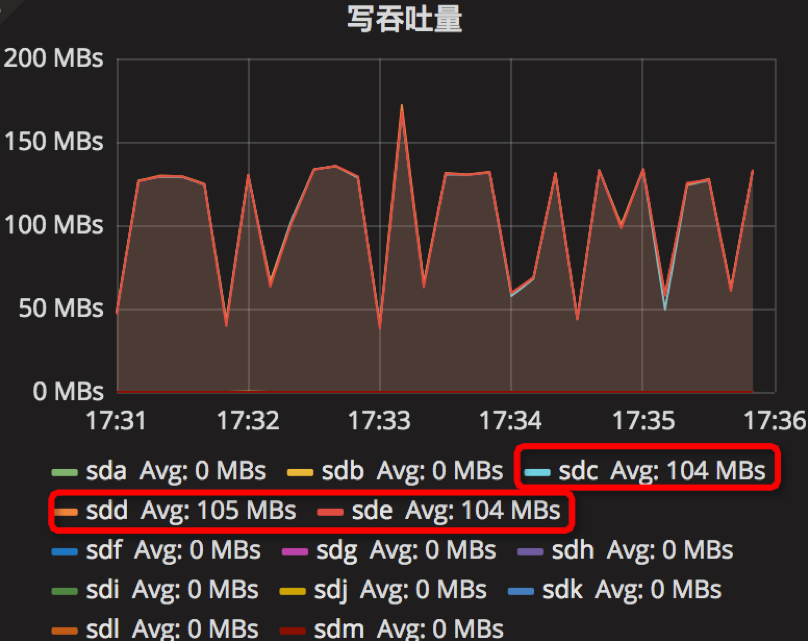 写吞吐量
200 MBs
150 MBs
100 MBs
50 MBs
0 MBs
17:31 17:32 17:33 17:34 17:35 17:36
sda Avg: 0 MBs sdb Avg: 0 MBs sdc Avg: 104 MBs
sdd Avg: 105 MBs sde Avg: 104 MBs
sdf Avg: 0 MBs sdg Avg: 0 MBs sdh Avg: 0 MBs
sdi Avg: 0 MBs sdj Avg: 0 MBs sdk Avg: 0 MBs
sdl Avg: 0 MBs sdm Avg: 0 MBs